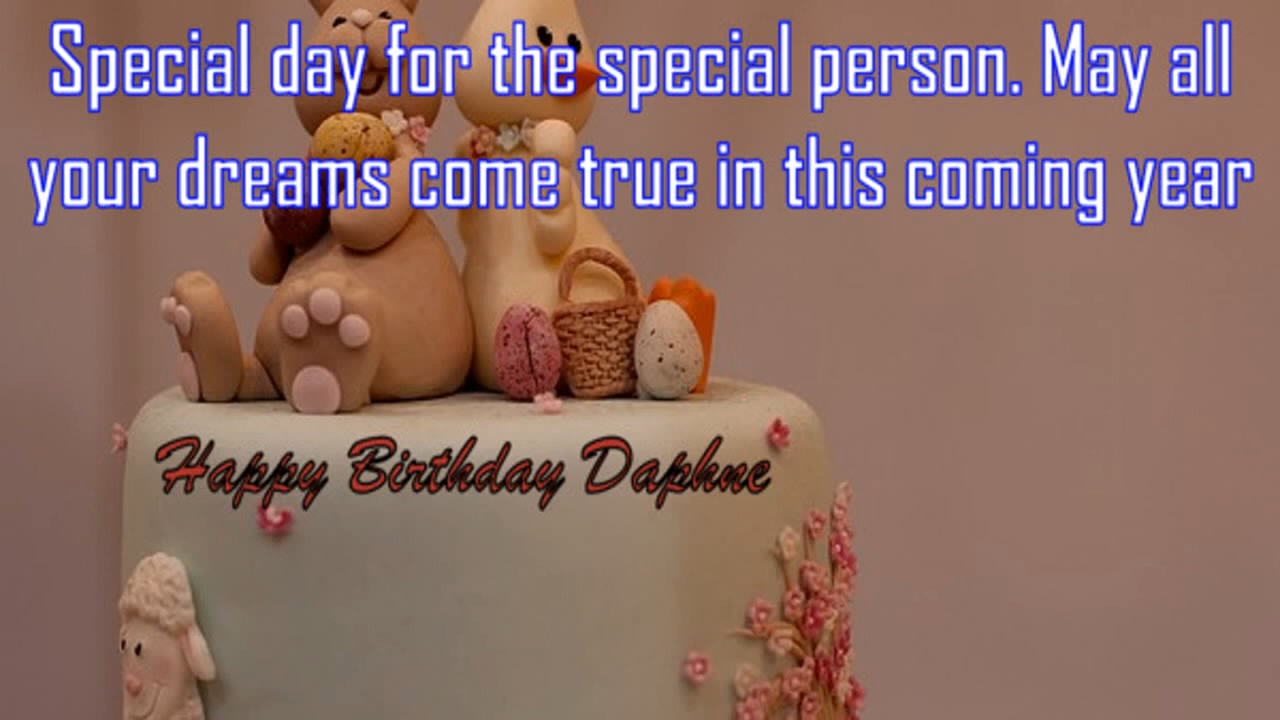 Special day for the special person. May all
your dreams come true in this coming year
Happy Birthday Daphne